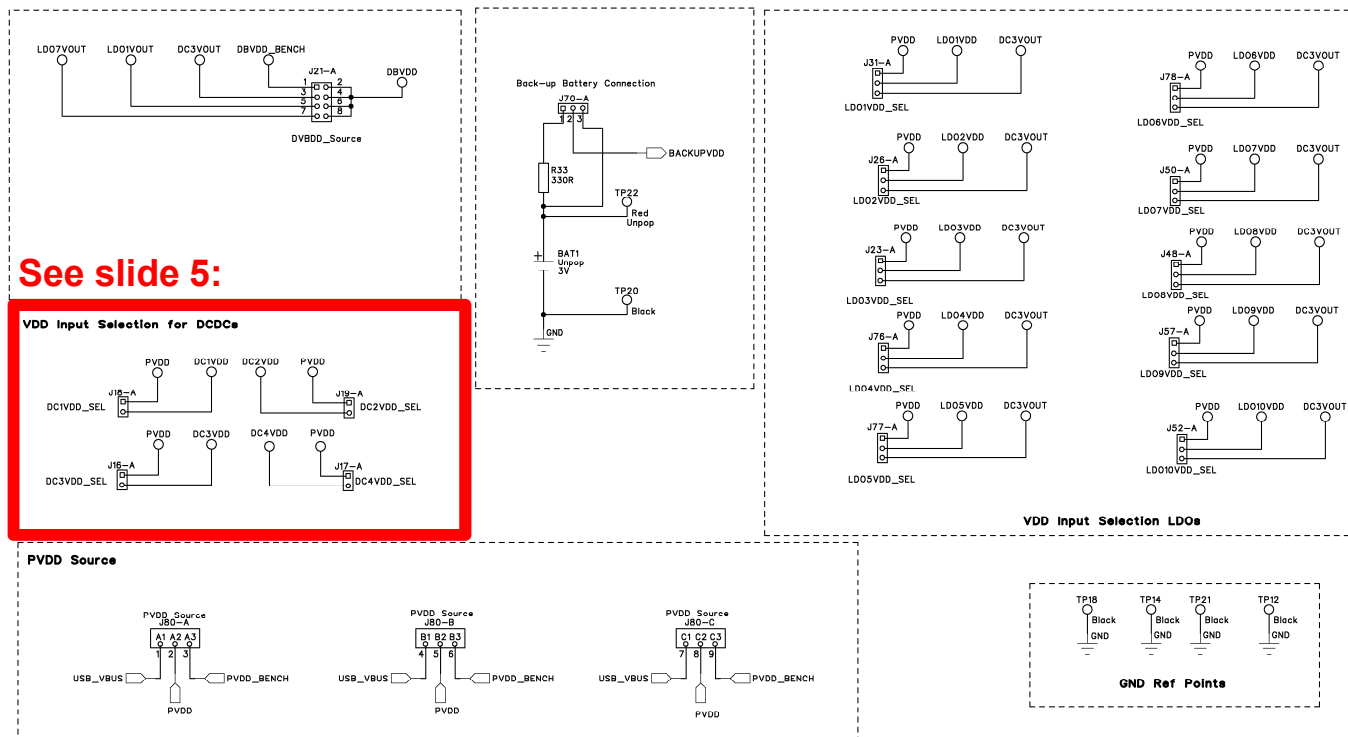 LDO7VOUT LDO1VOUT DC3VOUT DBVDD_BENCH DBVDD
J21-A
1 2
3 4
5 6
7 8
DVBDD_Source
Back-up Battery Connection
J70-A
1 2 3
BACKUPVDD
R33
330R
TP22
Red
Unpop
BAT1
+
Unpop
3V
TP20
Black
GND
PVDD LDO1VDD DC3VOUT
J31-A
LDO1VDD_SEL
PVDD LDO2VDD DC3VOUT
J26-A
LDO2VDD_SEL
PVDD LDO3VDD DC3VOUT
J23-A
LDO3VDD_SEL
PVDD LDO4VDD DC3VOUT
J76-A
LDO4VDD_SEL
PVDD LDO5VDD DC3VOUT
J77-A
LDO5VDD_SEL
PVDD LDO6VDD DC3VOUT
J78-A
LDO6VDD_SEL
PVDD LDO7VDD DC3VOUT
J50-A
LDO7VDD_SEL
PVDD LDO8VDD DC3VOUT
J48-A
LDO8VDD_SEL
PVDD LDO9VDD DC3VOUT
J57-A
LDO9VDD_SEL
PVDD LDO10VDD DC3VOUT
J52-A
LDO10VDD_SEL
VDD Input Selection LDOs
See slide 5:
VDD Input Selection for DCDCs
PVDD DC1VDD DC2VDD PVDD
J18-A J19-A
DC1VDD_SEL DC2VDD_SEL
PVDD DC3VDD DC4VDD PVDD
J16-A J17-A
DC3VDD_SEL DC4VDD_SEL
PVDD Source
PVDD Source
J80-A
A1 A2 A3
1 2 3
USB_VBUS PVDD_BENCH
PVDD
PVDD Source
J80-B
B1 B2 B3
4 5 6
USB_VBUS PVDD_BENCH
PVDD
PVDD Source
J80-C
C1 C2 C3
7 8 9
USB_VBUS PVDD_BENCH
PVDD
TP18 TP14 TP21 TP12
Black Black Black Black
GND GND GND GND
GND Ref Points